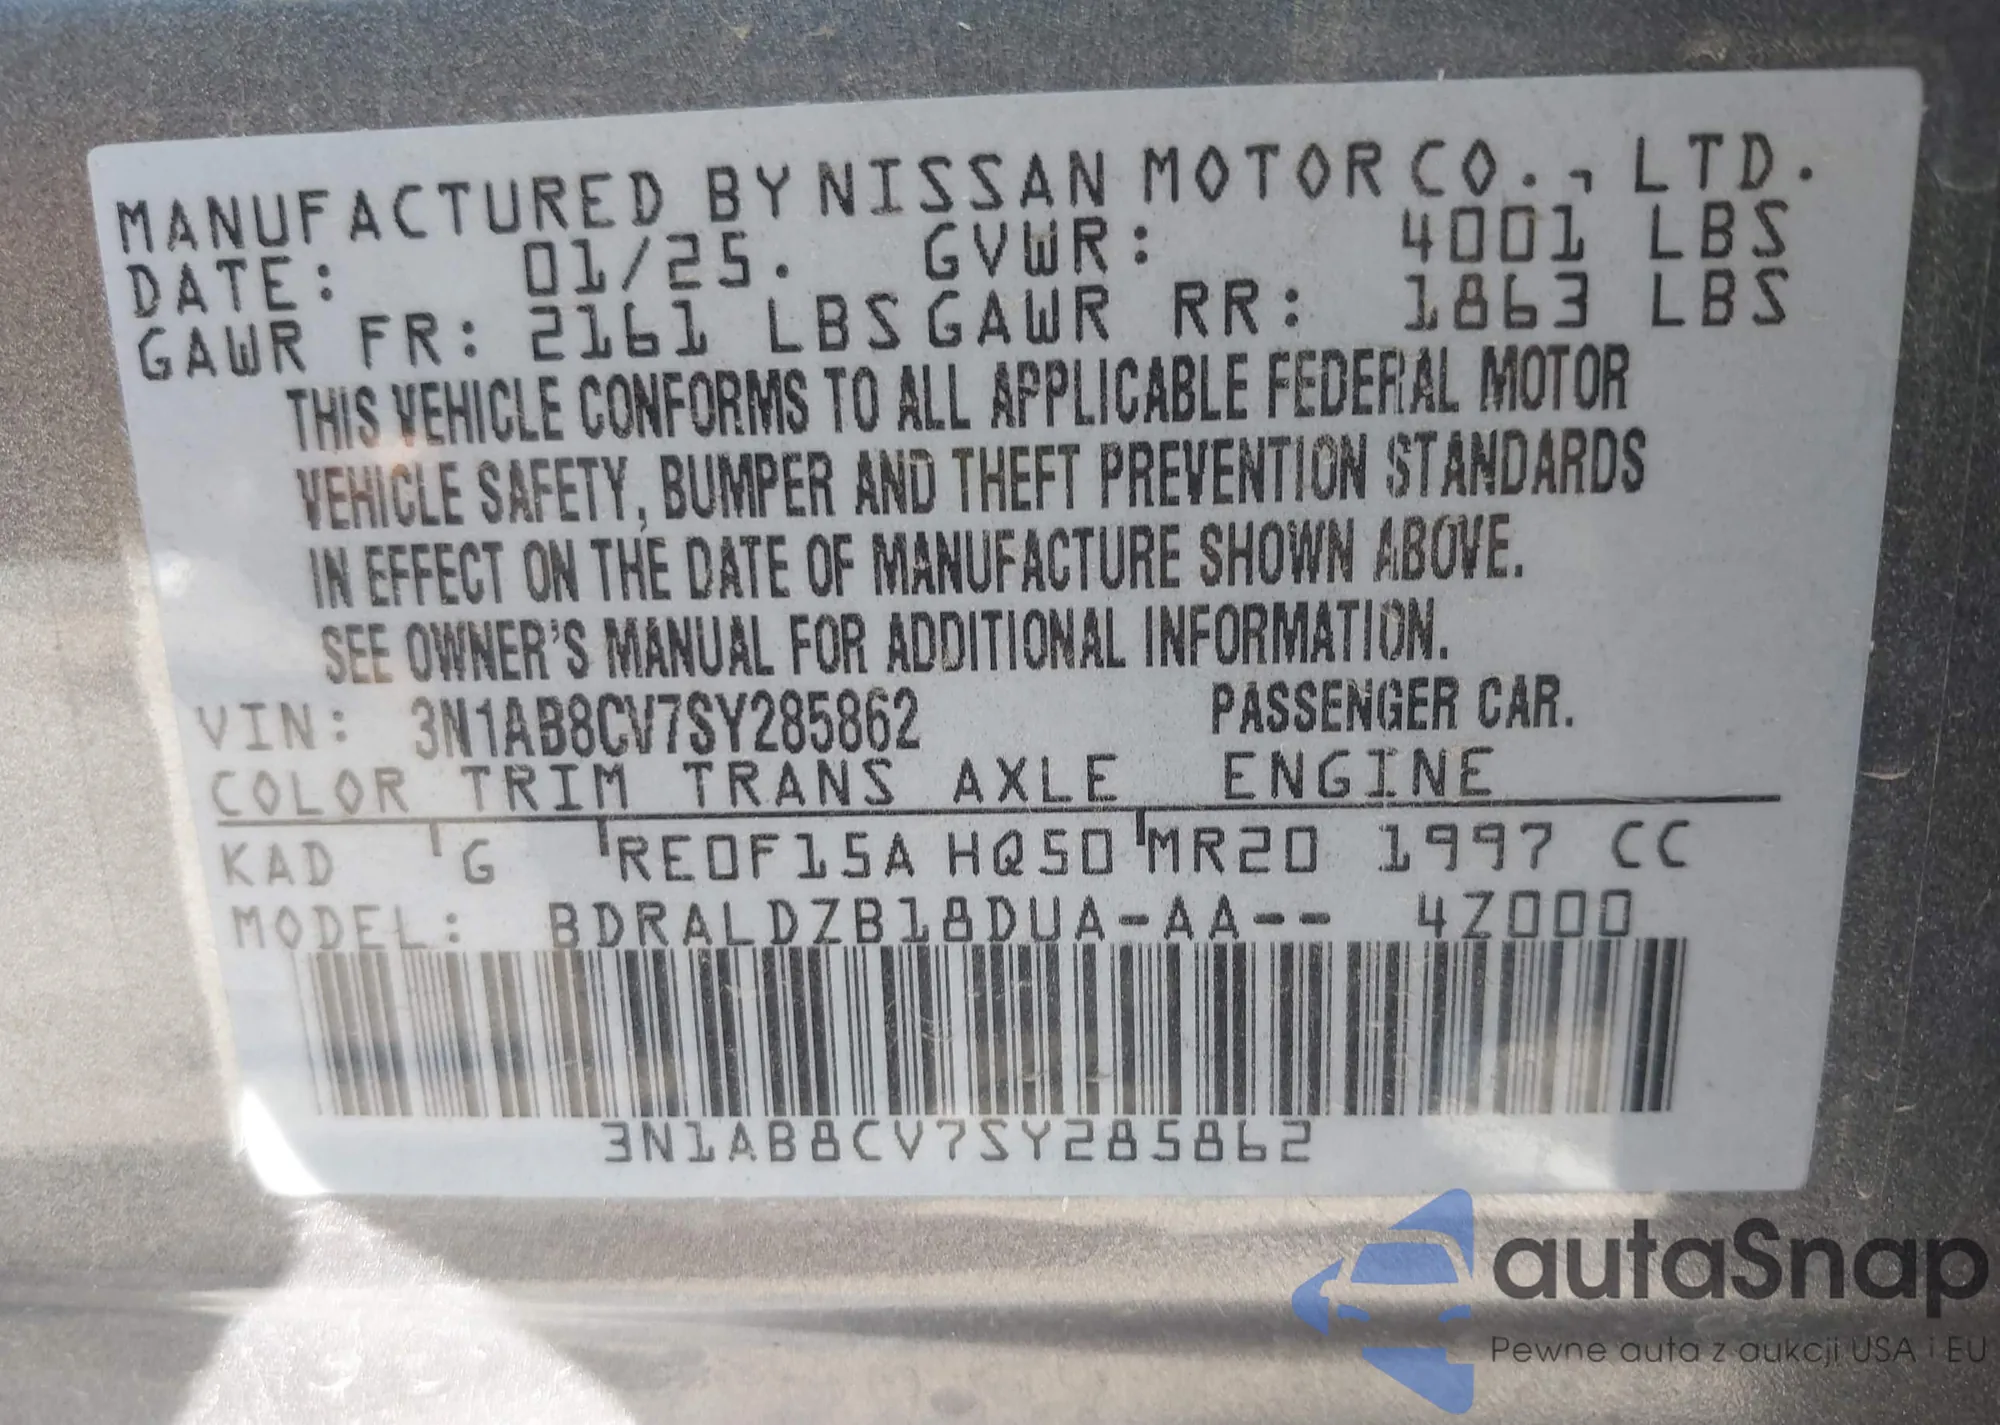 MANUFACTURED BY NISSAN MOTOR CO., LTD.
DATE: 01/25. GVWR: 4001 LBS
GAWR FR: 2161 LBS GAWR RR: 1863 LBS
THIS VEHICLE CONFORMS TO ALL APPLICABLE FEDERAL MOTOR
VEHICLE SAFETY, BUMPER AND THEFT PREVENTION STANDARDS
IN EFFECT ON THE DATE OF MANUFACTURE SHOWN ABOVE.
SEE OWNER'S MANUAL FOR ADDITIONAL INFORMATION.
VIN: 3N1AB8CV7SY285862 PASSENGER CAR.
COLOR TRIM TRANS AXLE ENGINE
KAD G RE0F15A HQ50 MR20 1997 CC
MODEL: BDRALDZB18DUA-AA-- 4Z000
3N1AB8CV7SY285862
autaSnap
Pewne auta z aukcji USA i EU